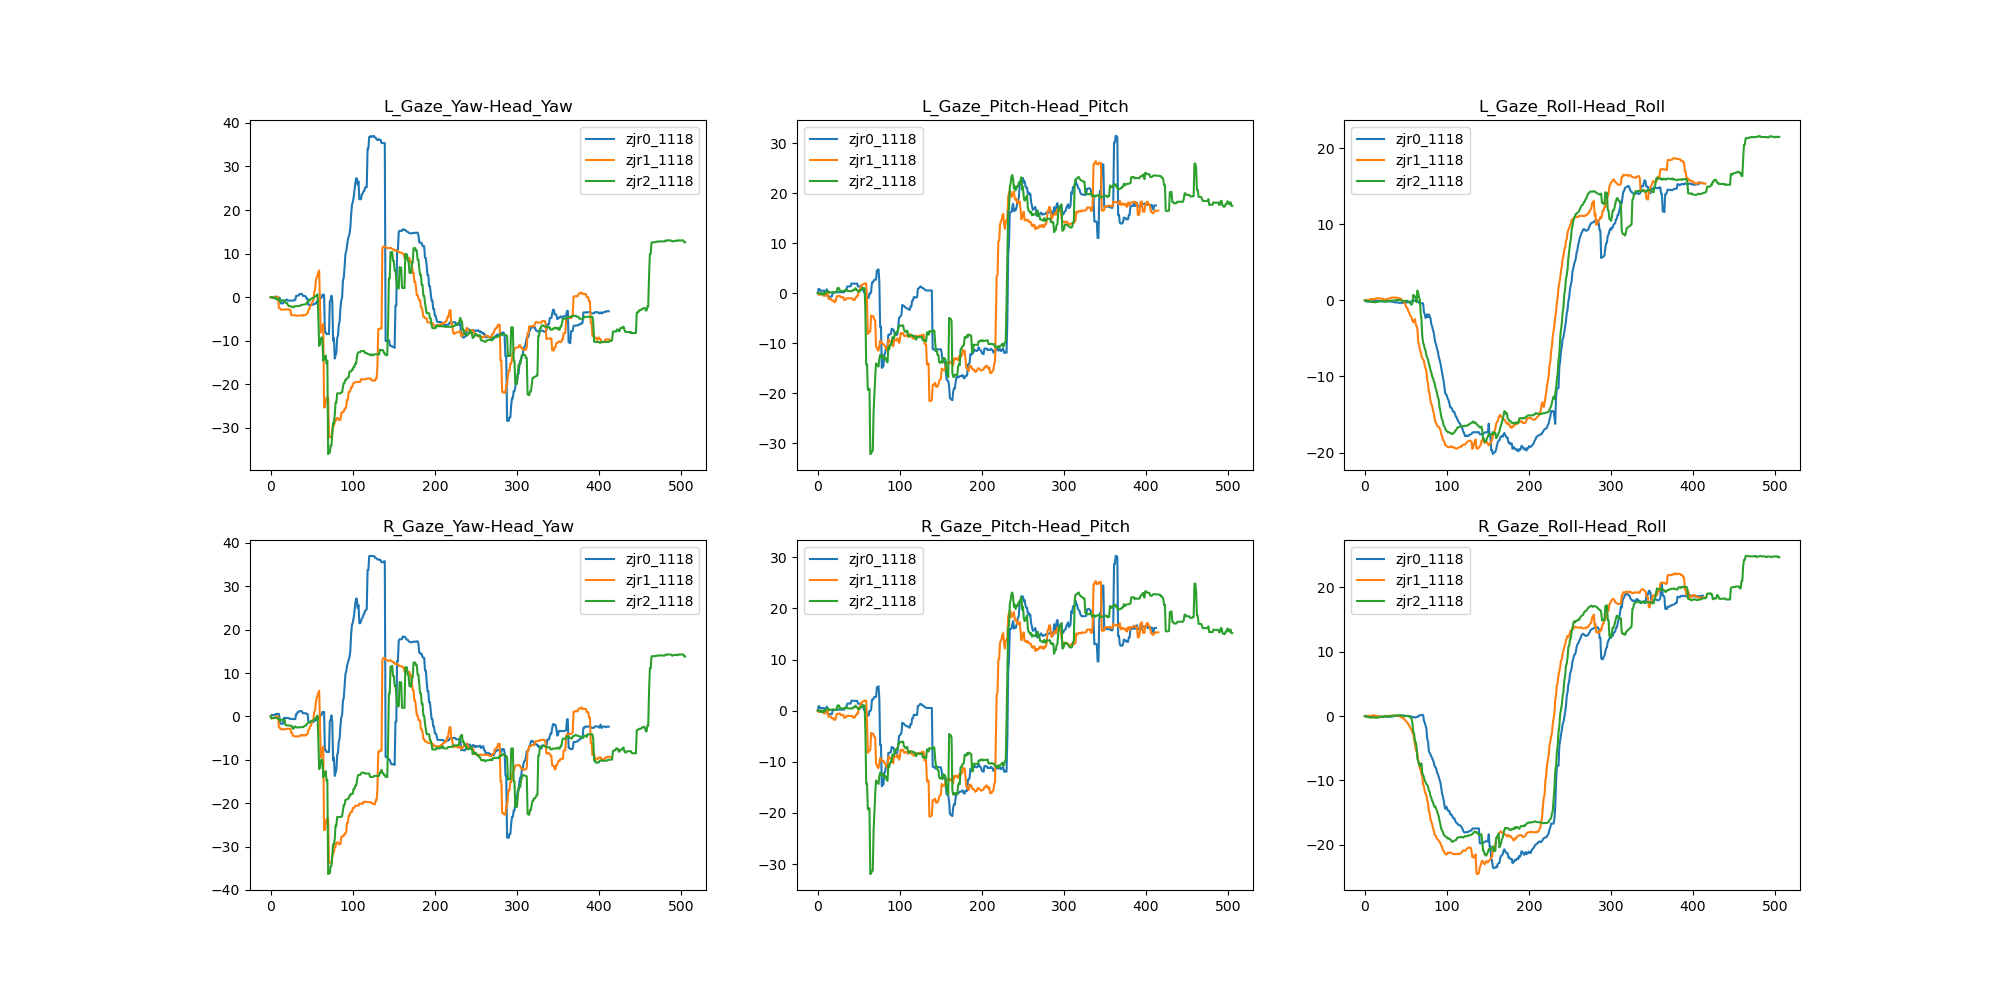 L_Gaze_Yaw-Head_Yaw
40
30
20
10
0
−10
−20
−30
0 100 200 300 400 500
zjr0_1118
zjr1_1118
zjr2_1118
L_Gaze_Pitch-Head_Pitch
30
20
10
0
−10
−20
−30
0 100 200 300 400 500
zjr0_1118
zjr1_1118
zjr2_1118
L_Gaze_Roll-Head_Roll
20
10
0
−10
−20
0 100 200 300 400 500
zjr0_1118
zjr1_1118
zjr2_1118
R_Gaze_Yaw-Head_Yaw
40
30
20
10
0
−10
−20
−30
−40
0 100 200 300 400 500
zjr0_1118
zjr1_1118
zjr2_1118
R_Gaze_Pitch-Head_Pitch
30
20
10
0
−10
−20
−30
0 100 200 300 400 500
zjr0_1118
zjr1_1118
zjr2_1118
R_Gaze_Roll-Head_Roll
20
10
0
−10
−20
0 100 200 300 400 500
zjr0_1118
zjr1_1118
zjr2_1118